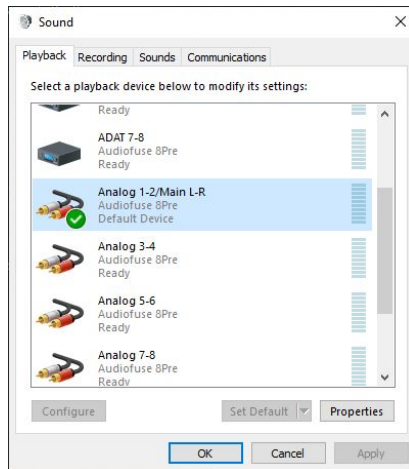 Sound
Playback Recording Sounds Communications
Select a playback device below to modify its settings:
Ready
ADAT 7-8
Audiofuse 8Pre
Ready
Analog 1-2/Main L-R
Audiofuse 8Pre
Default Device
Analog 3-4
Audiofuse 8Pre
Ready
Analog 5-6
Audiofuse 8Pre
Ready
Analog 7-8
Audiofuse 8Pre
Ready
Configure Set Default Properties
OK Cancel Apply